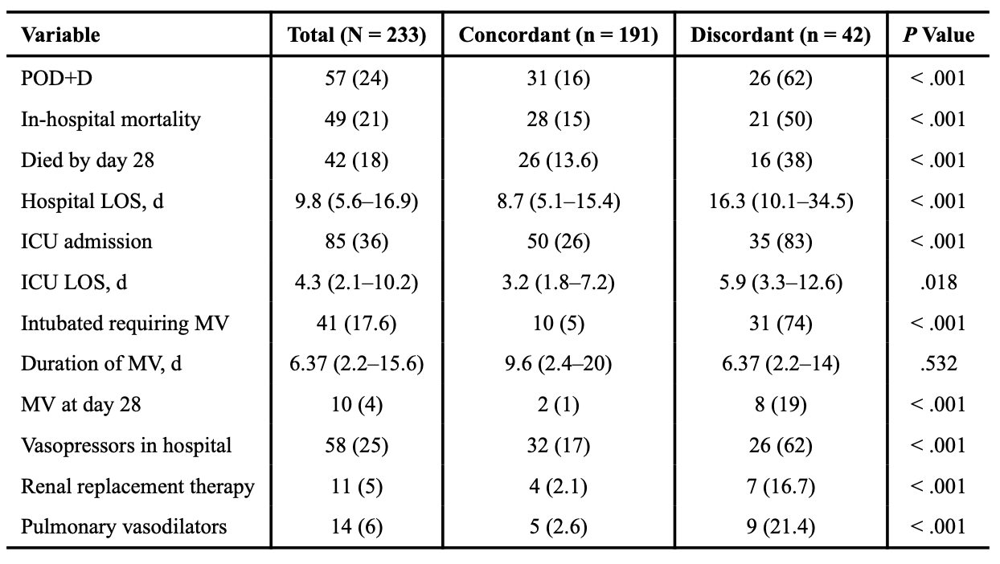 Variable Total (N = 233) Concordant (n = 191) Discordant (n = 42) P Value
POD+D 57 (24) 31 (16) 26 (62) < .001
In-hospital mortality 49 (21) 28 (15) 21 (50) < .001
Died by day 28 42 (18) 26 (13.6) 16 (38) < .001
Hospital LOS, d 9.8 (5.6–16.9) 8.7 (5.1–15.4) 16.3 (10.1–34.5) < .001
ICU admission 85 (36) 50 (26) 35 (83) < .001
ICU LOS, d 4.3 (2.1–10.2) 3.2 (1.8–7.2) 5.9 (3.3–12.6) .018
Intubated requiring MV 41 (17.6) 10 (5) 31 (74) < .001
Duration of MV, d 6.37 (2.2–15.6) 9.6 (2.4–20) 6.37 (2.2–14) .532
MV at day 28 10 (4) 2 (1) 8 (19) < .001
Vasopressors in hospital 58 (25) 32 (17) 26 (62) < .001
Renal replacement therapy 11 (5) 4 (2.1) 7 (16.7) < .001
Pulmonary vasodilators 14 (6) 5 (2.6) 9 (21.4) < .001